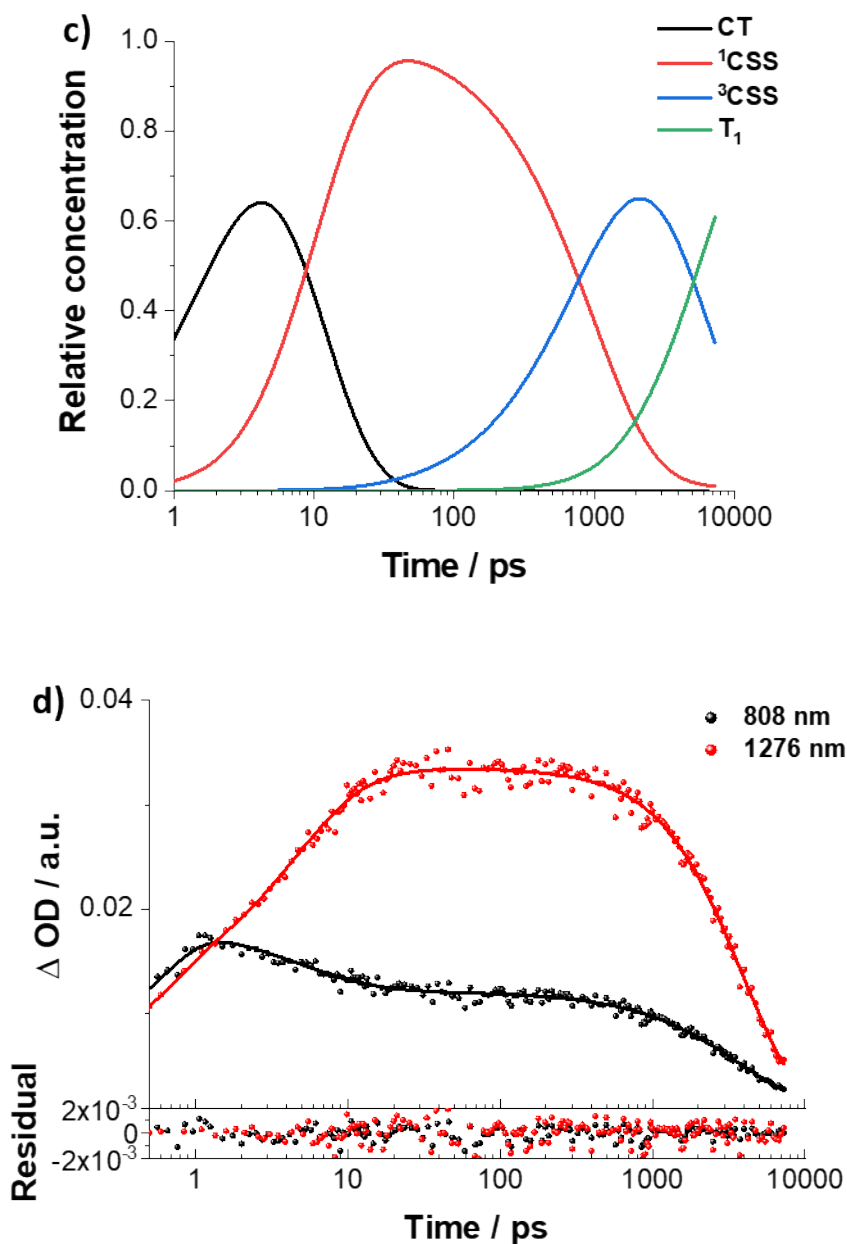 c)
CT
¹CSS
³CSS
T₁
1.0
0.8
0.6
0.4
0.2
0.0
Relative concentration
1 10 100 1000 10000
Time / ps
d)
808 nm
1276 nm
0.04
0.02
Δ OD / a.u.
2x10⁻³
0
-2x10⁻³
Residual
1 10 100 1000 10000
Time / ps